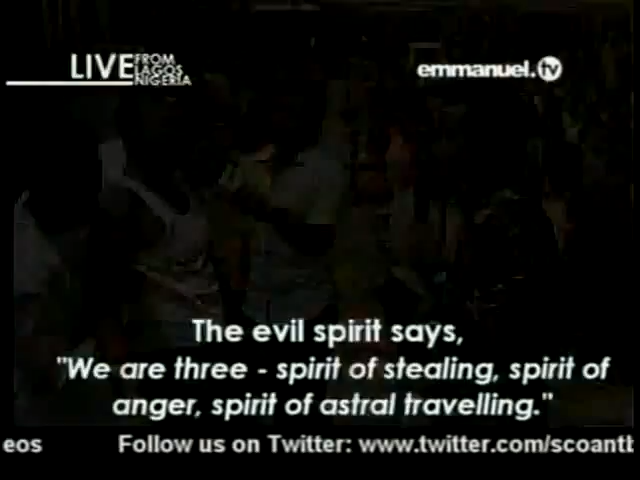 LIVE FROM LAGOS NIGERIA
emmanuel.tv
The evil spirit says,
"We are three - spirit of stealing, spirit of
anger, spirit of astral travelling."
eos Follow us on Twitter: www.twitter.com/scoant